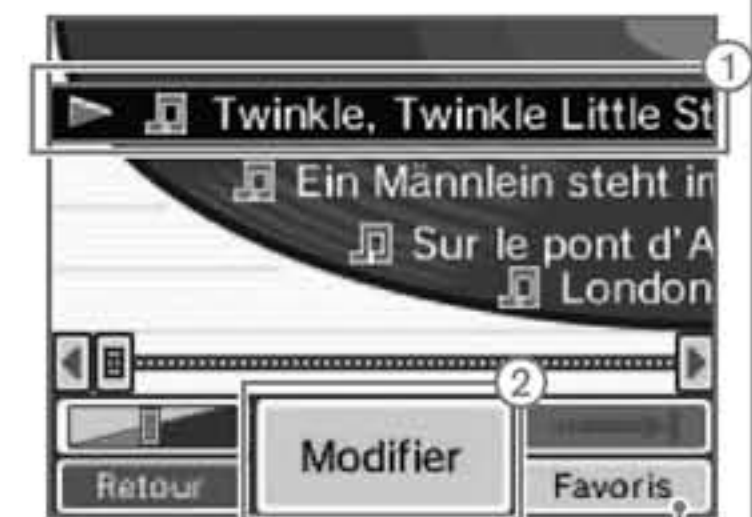 1
Twinkle, Twinkle Little St
Ein Männlein steht in
Sur le pont d'A
London
2
Modifier
Retour
Favoris